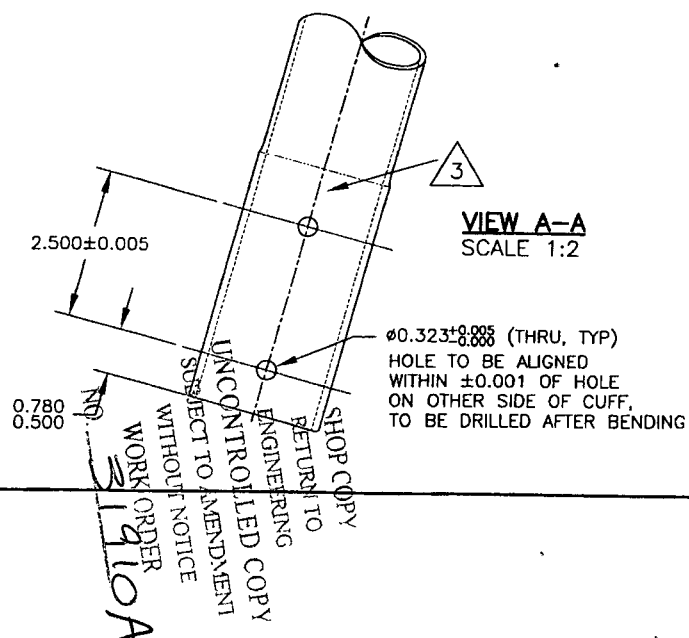 3
VIEW A-A
SCALE 1:2
2.500±0.005
ø0.323+0.005 -0.000 (THRU, TYP)
HOLE TO BE ALIGNED
WITHIN ±0.001 OF HOLE
ON OTHER SIDE OF CUFF,
TO BE DRILLED AFTER BENDING
0.780
0.500
SHOP COPY
RETURN TO
ENGINEERING
UNCONTROLLED COPY
SUBJECT TO AMENDMENT
WITHOUT NOTICE
WORK ORDER
NO. 31910A